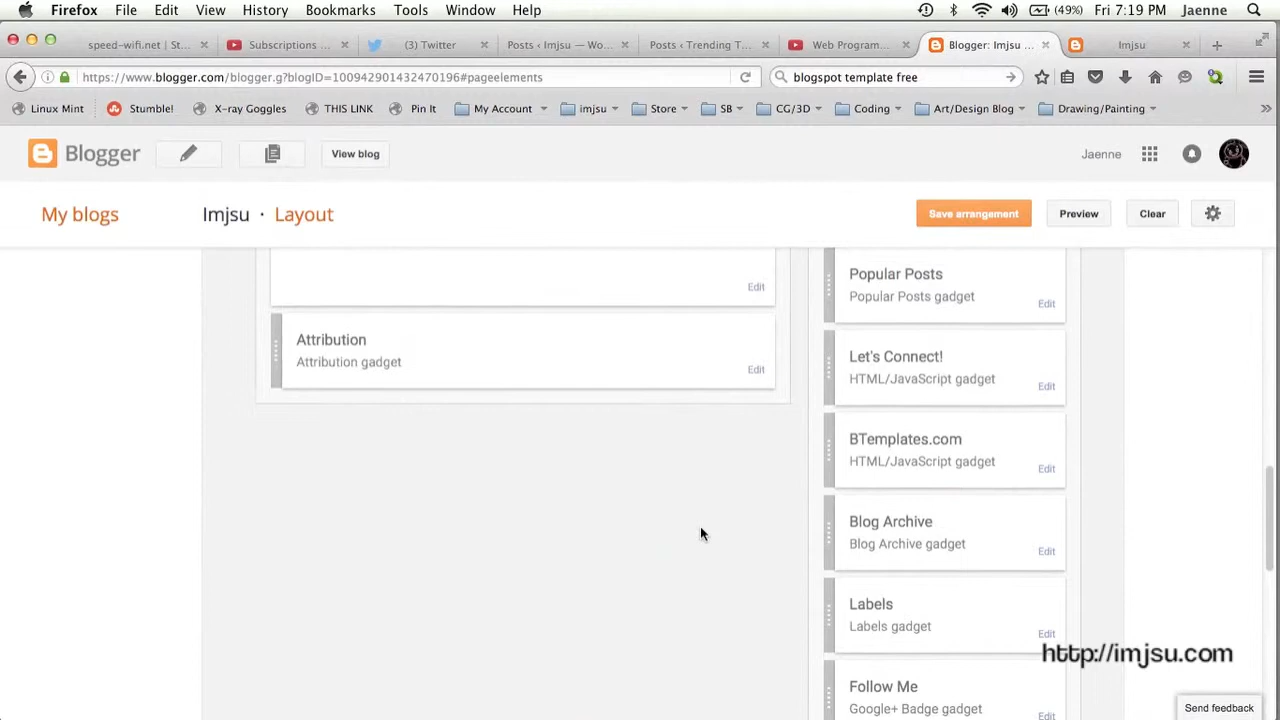 Firefox File Edit View History Bookmarks Tools Window Help (49%) Fri 7:19 PM Jaenne
speed-wifi.net | St... Subscriptions ... (3) Twitter Posts ‹ Imjsu — Wo... Posts ‹ Trending T... Web Program... Blogger: Imjsu ... Imjsu
https://www.blogger.com/blogger.g?blogID=100942901432470196#pageelements blogspot template free
Linux Mint Stumble! X-ray Goggles THIS LINK Pin It My Account imjsu Store SB CG/3D Coding Art/Design Blog Drawing/Painting
Blogger View blog Jaenne
My blogs Imjsu · Layout Save arrangement Preview Clear
Popular Posts
Edit Popular Posts gadget
Edit
Attribution
Let's Connect!
Attribution gadget
Edit HTML/JavaScript gadget
Edit
BTemplates.com
HTML/JavaScript gadget
Edit
Blog Archive
Blog Archive gadget
Edit
Labels
Labels gadget
Edit
http://imjsu.com
Follow Me
Google+ Badge gadget
Edit
Send feedback